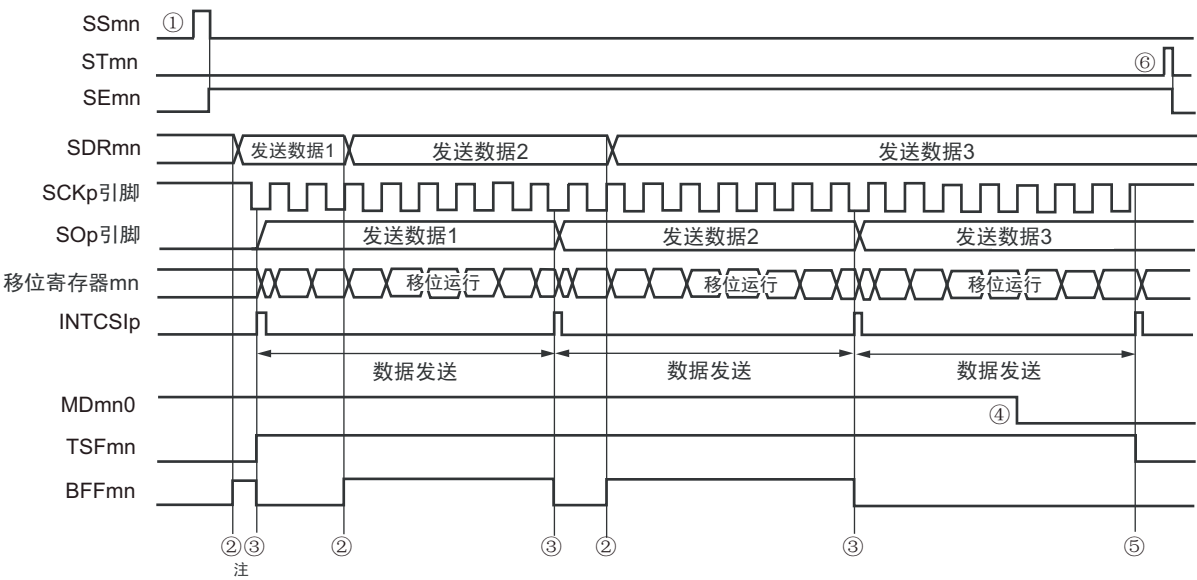 SSmn ①
STmn ⑥
SEmn
SDRmn 发送数据1 发送数据2 发送数据3
SCKp引脚
SOp引脚 发送数据1 发送数据2 发送数据3
移位寄存器mn 移位运行 移位运行 移位运行
INTCSIp
数据发送 数据发送 数据发送
MDmn0 ④
TSFmn
BFFmn
②③ ② ③ ② ③ ⑤
注